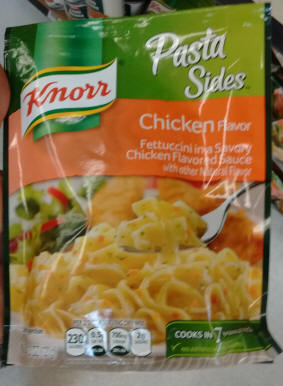 Knorr
Pasta
Sides
Chicken Flavor
Fettuccini in a Savory
Chicken Flavored Sauce
with other Natural Flavor
230
COOKS IN 7 MINUTES